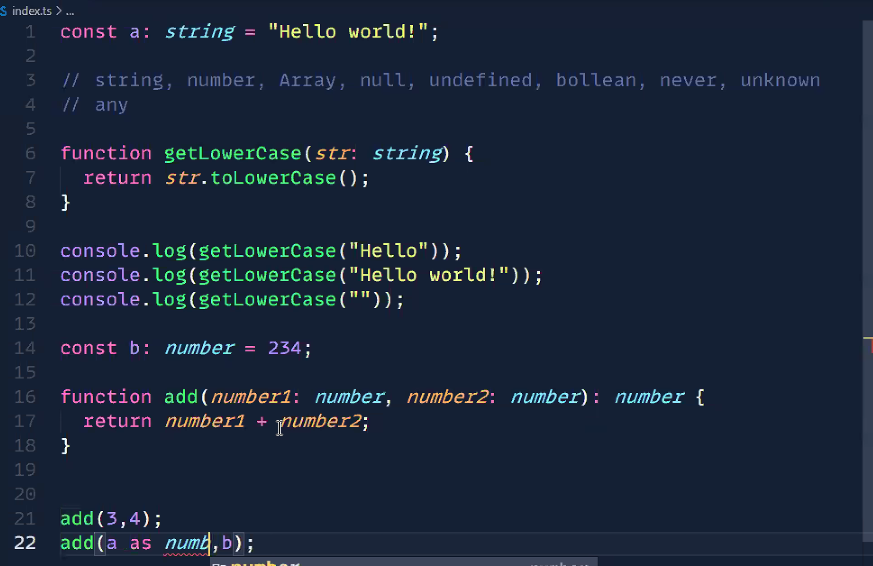 index.ts > ...
1 const a: string = "Hello world!";
2
3 // string, number, Array, null, undefined, bollean, never, unknown
4 // any
5
6 function getLowerCase(str: string) {
7 return str.toLowerCase();
8 }
9
10 console.log(getLowerCase("Hello"));
11 console.log(getLowerCase("Hello world!"));
12 console.log(getLowerCase(""));
13
14 const b: number = 234;
15
16 function add(number1: number, number2: number): number {
17 return number1 + number2;
18 }
19
20
21 add(3,4);
22 add(a as numb,b);